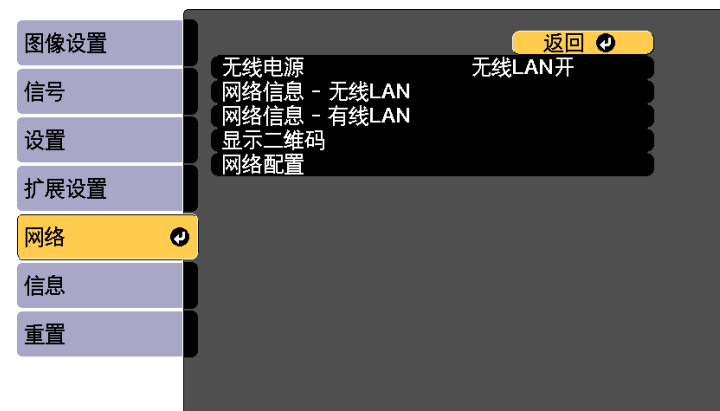 图像设置
信号
设置
扩展设置
网络
信息
重置
返回
无线电源 无线LAN开
网络信息 - 无线LAN
网络信息 - 有线LAN
显示二维码
网络配置